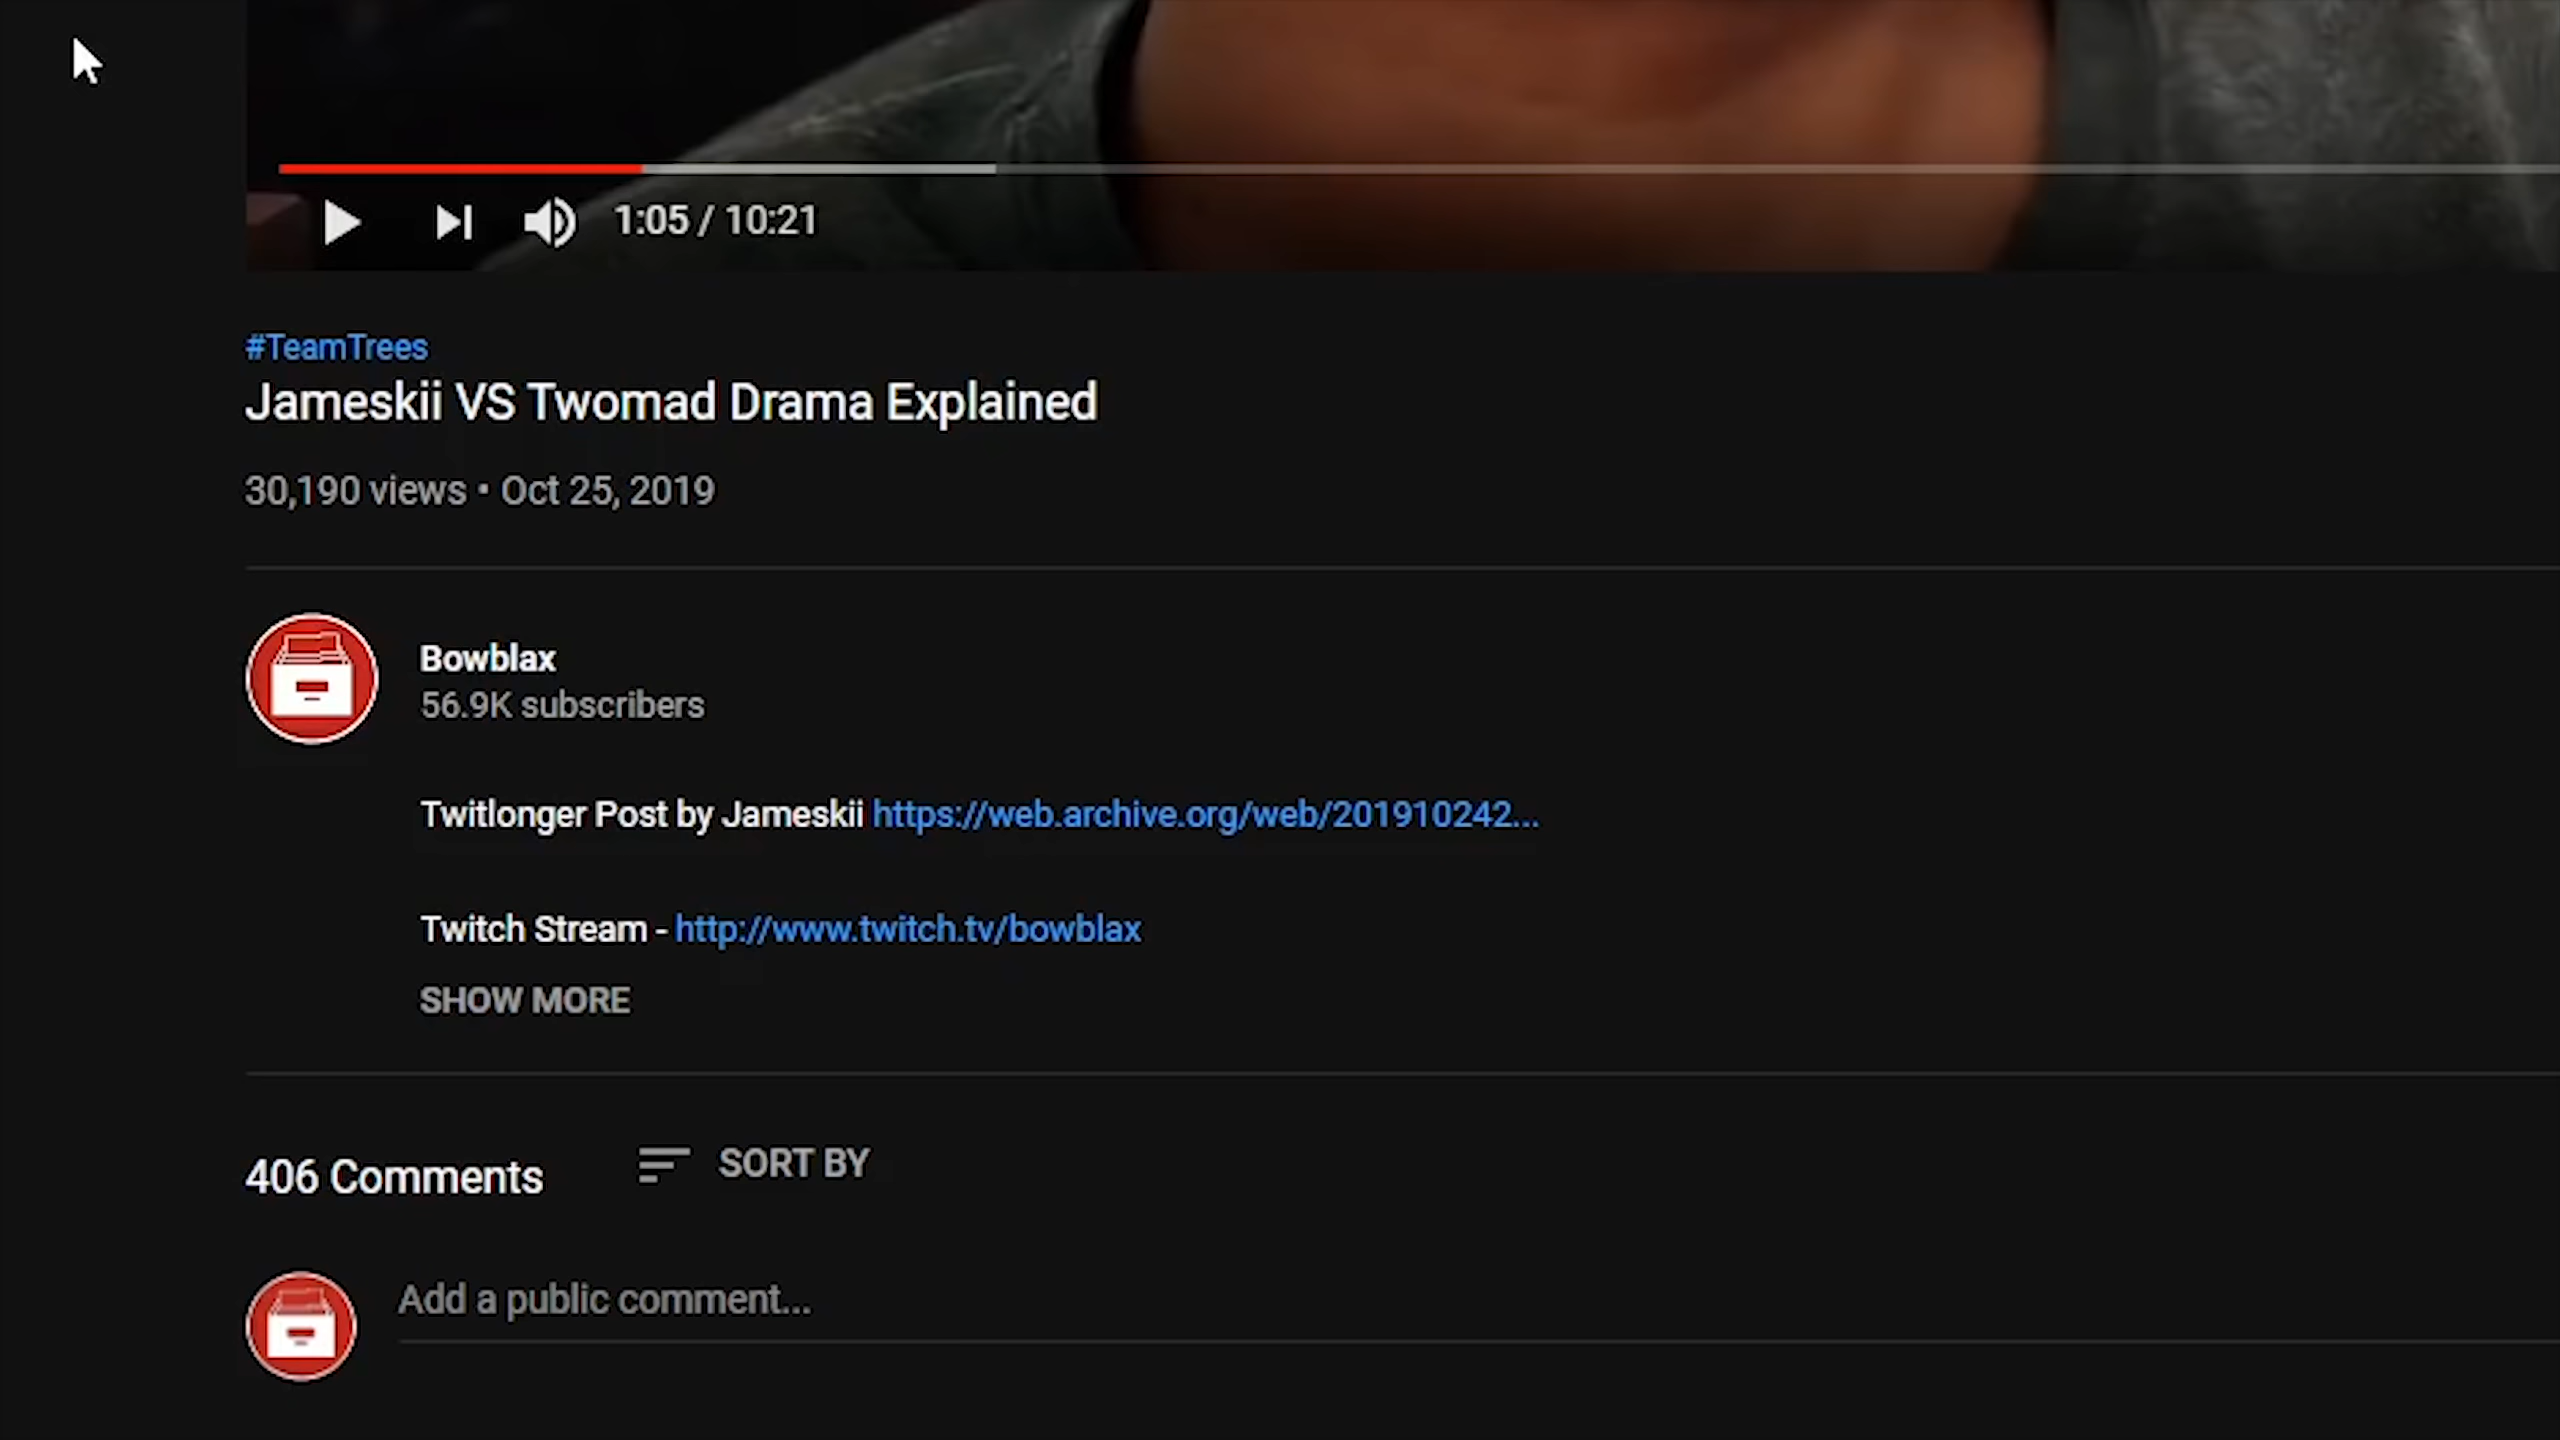 1:05 / 10:21
#TeamTrees
Jameskii VS Twomad Drama Explained
30,190 views • Oct 25, 2019
Bowblax
56.9K subscribers
Twitlonger Post by Jameskii https://web.archive.org/web/201910242...
Twitch Stream - http://www.twitch.tv/bowblax
SHOW MORE
406 Comments SORT BY
Add a public comment...